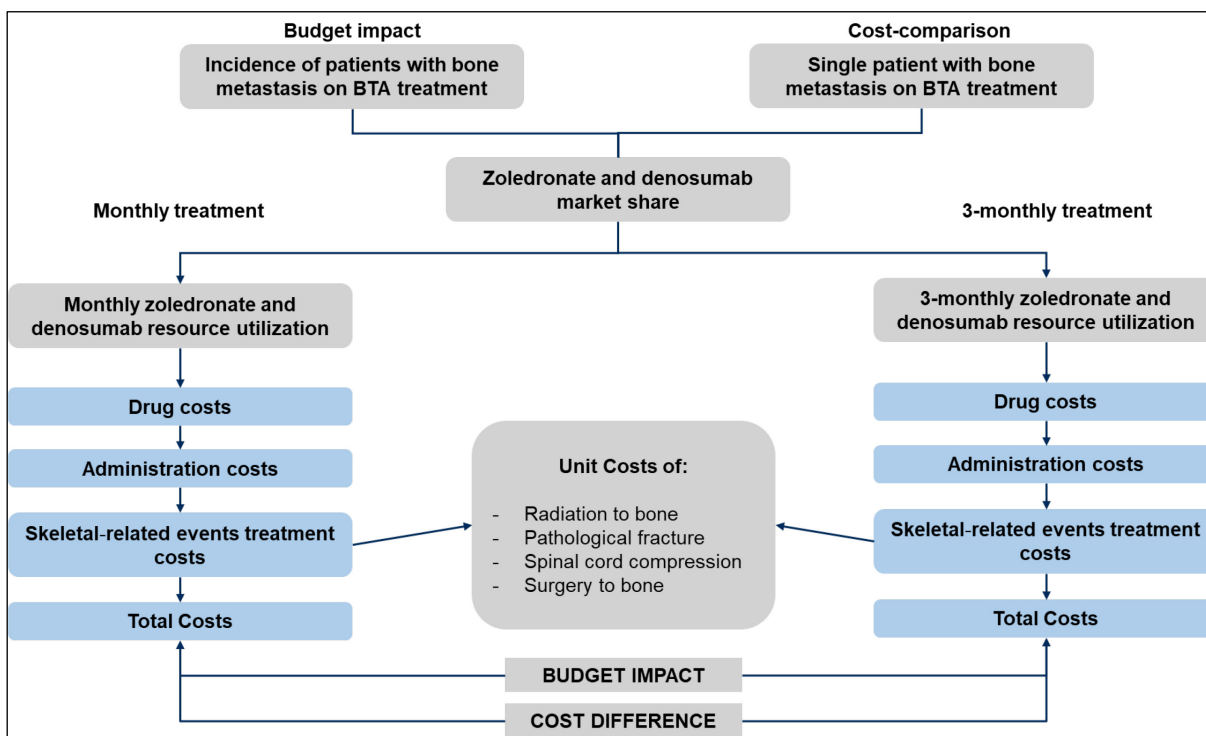 Budget impact
Cost-comparison
Incidence of patients with bone
metastasis on BTA treatment
Single patient with bone
metastasis on BTA treatment
Zoledronate and denosumab
market share
Monthly treatment
3-monthly treatment
Monthly zoledronate and
denosumab resource utilization
3-monthly zoledronate and
denosumab resource utilization
Drug costs
Administration costs
Skeletal-related events treatment
costs
Total Costs
Unit Costs of:
- Radiation to bone
- Pathological fracture
- Spinal cord compression
- Surgery to bone
Drug costs
Administration costs
Skeletal-related events treatment
costs
Total Costs
BUDGET IMPACT
COST DIFFERENCE